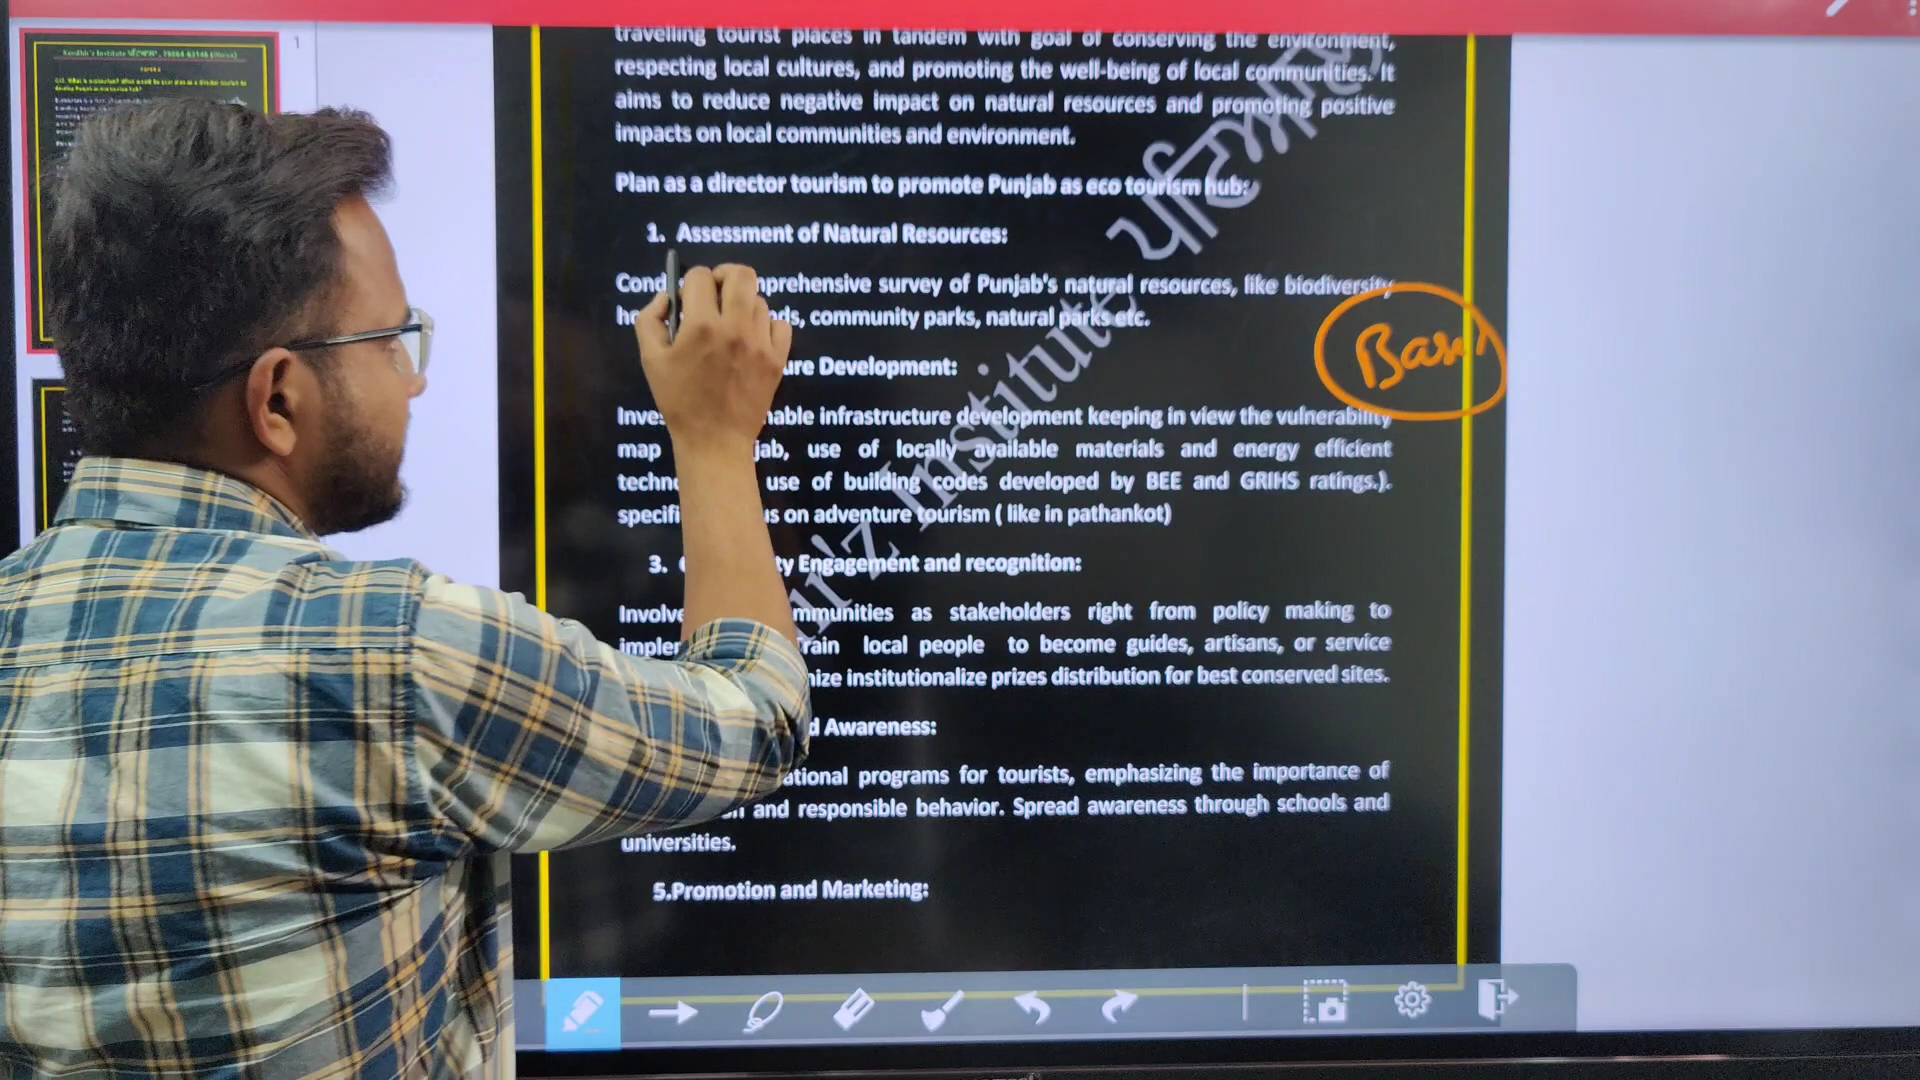 travelling tourist places in tandem with goal of conserving the environment,
respecting local cultures, and promoting the well-being of local communities. It
aims to reduce negative impact on natural resources and promoting positive
impacts on local communities and environment.
Plan as a director tourism to promote Punjab as eco tourism hub:
1. Assessment of Natural Resources:
Cond prehensive survey of Punjab's natural resources, like biodiversity
ds, community parks, natural parks etc.
ure Development:
Inves nable infrastructure development keeping in view the vulnerability
map jab, use of locally available materials and energy efficient
techn use of building codes developed by BEE and GRIHS ratings.).
specifi us on adventure tourism ( like in pathankot)
3. ty Engagement and recognition:
Involve mmunities as stakeholders right from policy making to
implem rain local people to become guides, artisans, or service
nize institutionalize prizes distribution for best conserved sites.
d Awareness:
ational programs for tourists, emphasizing the importance of
and responsible behavior. Spread awareness through schools and
universities.
5.Promotion and Marketing:
ur'z Institute ਪਟਿਆਲਾ
1